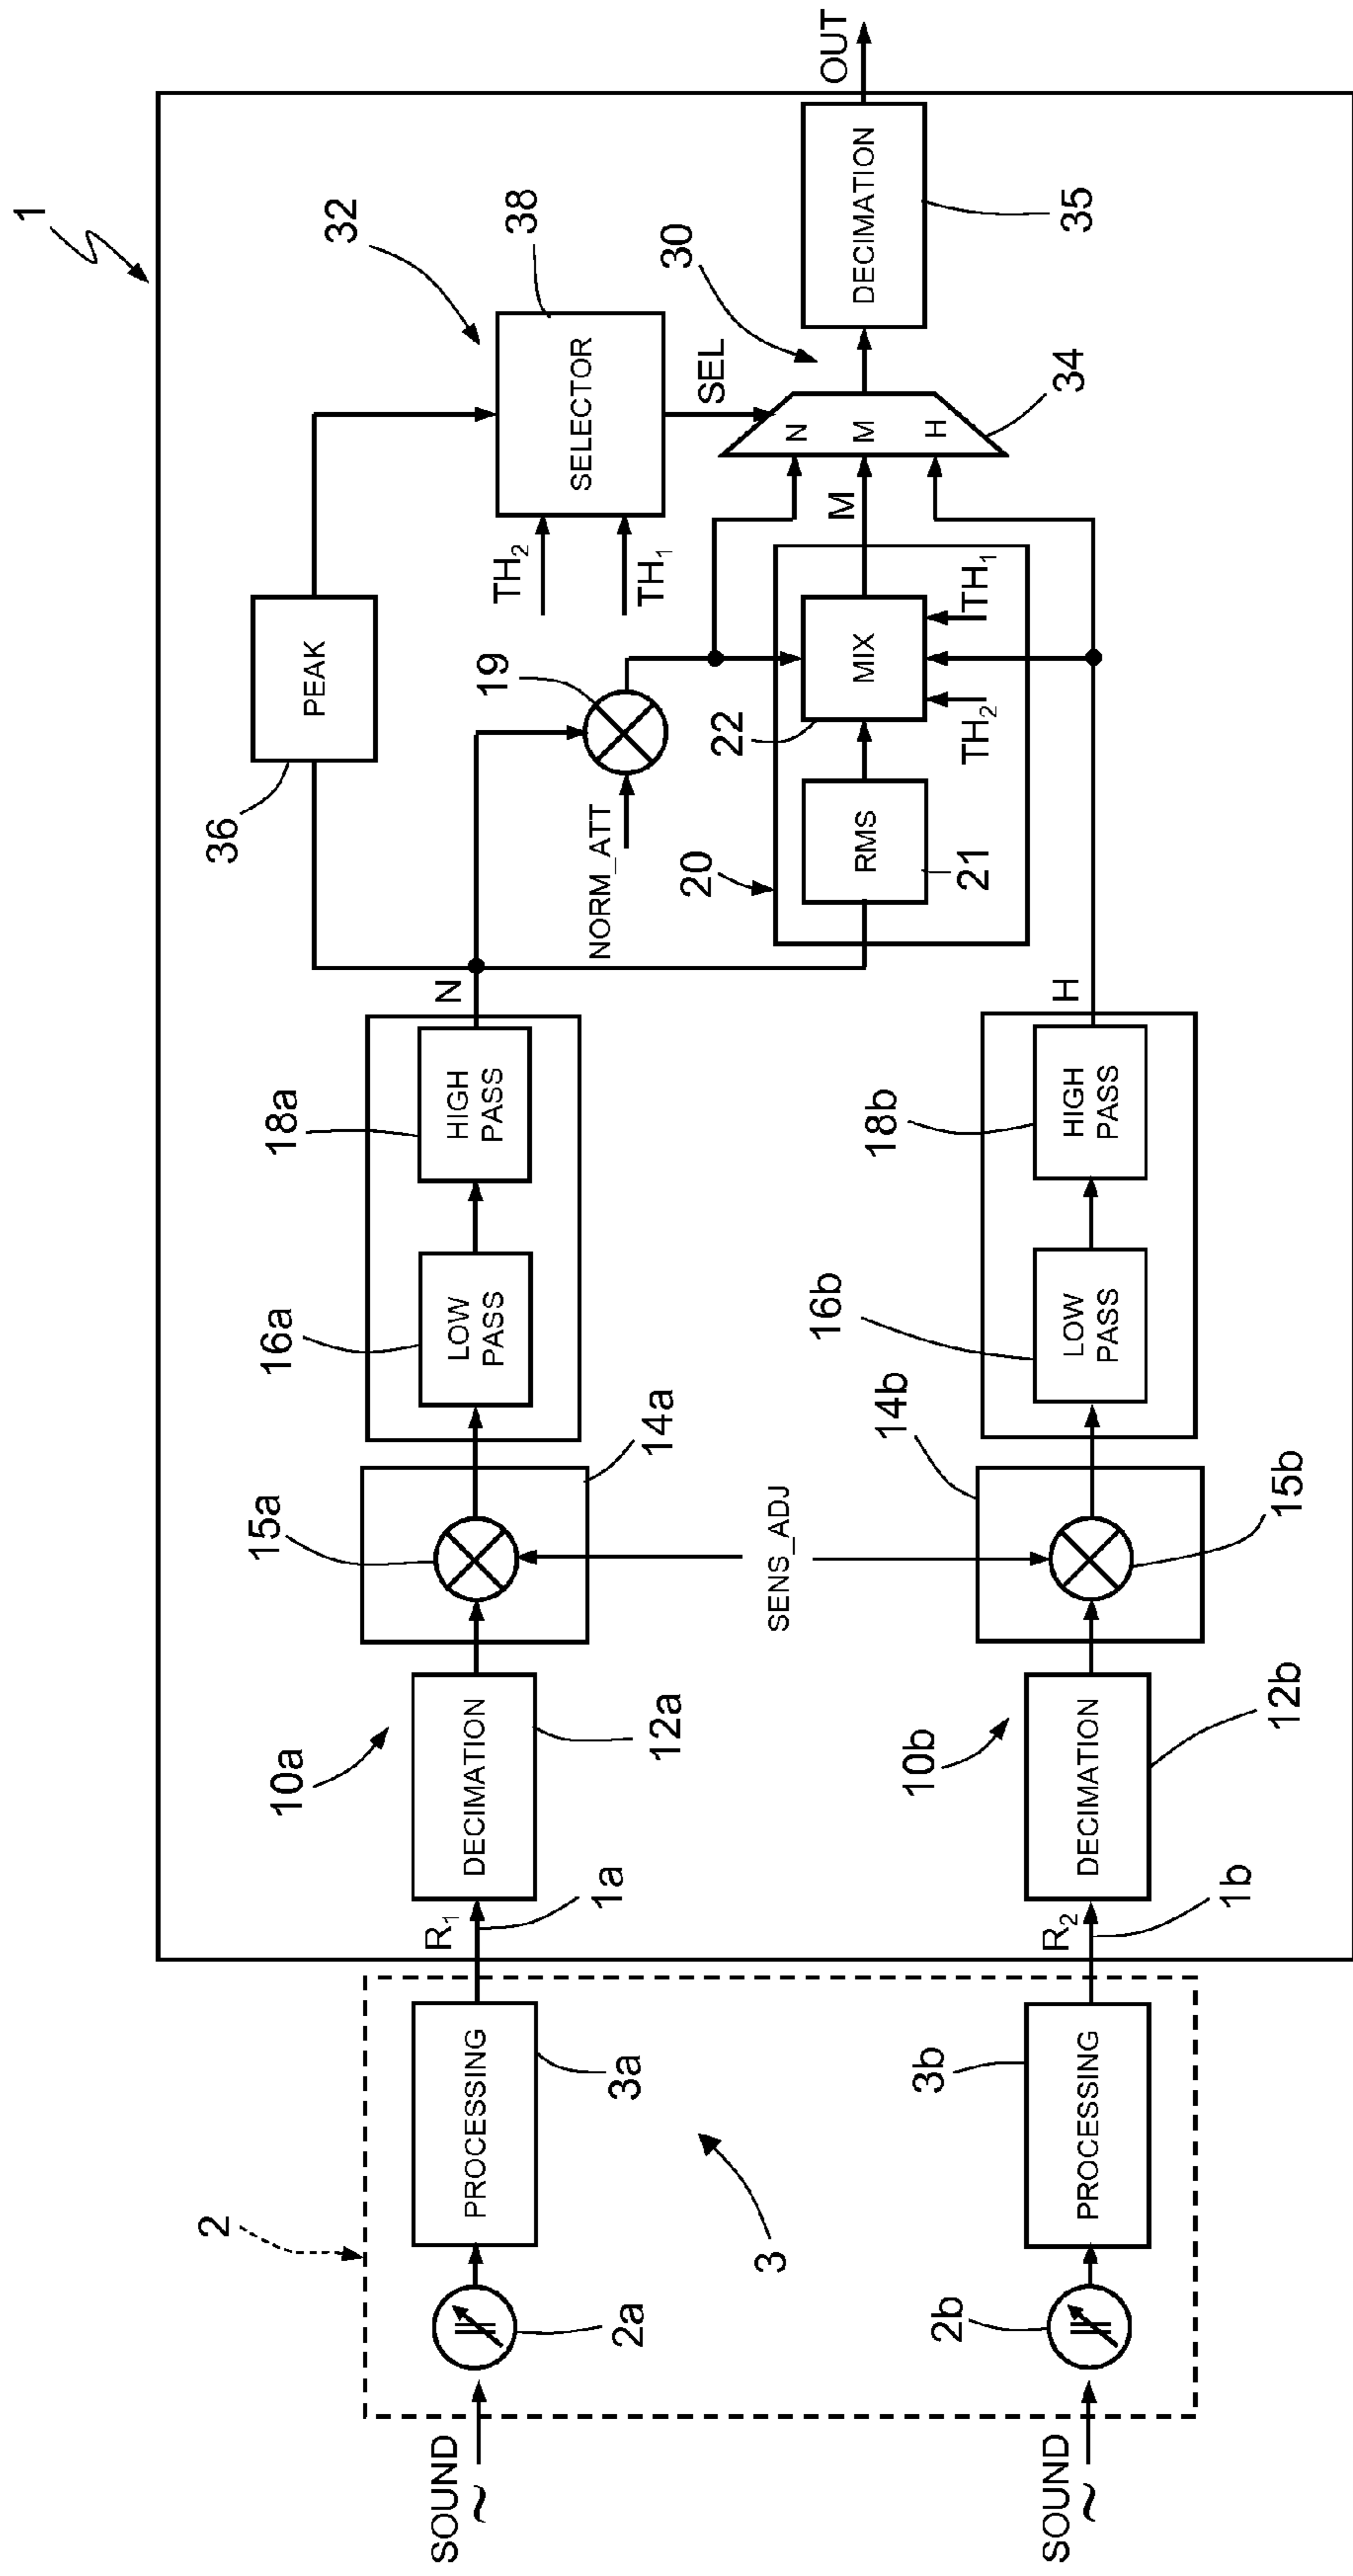 1
36
PEAK
32
38
SELECTOR
TH2
TH1
SEL
30
OUT
DECIMATION
35
34
N
M
H
M
19
NORM_ATT
20
22
MIX
RMS
21
TH2
TH1
N
18a
HIGH
PASS
16a
LOW
PASS
14a
15a
SENS_ADJ
10a
DECIMATION
12a
R1
1a
2
PROCESSING
3a
3
2a
SOUND
~
H
18b
HIGH
PASS
16b
LOW
PASS
14b
15b
10b
DECIMATION
12b
R2
1b
3b
PROCESSING
2b
SOUND
~